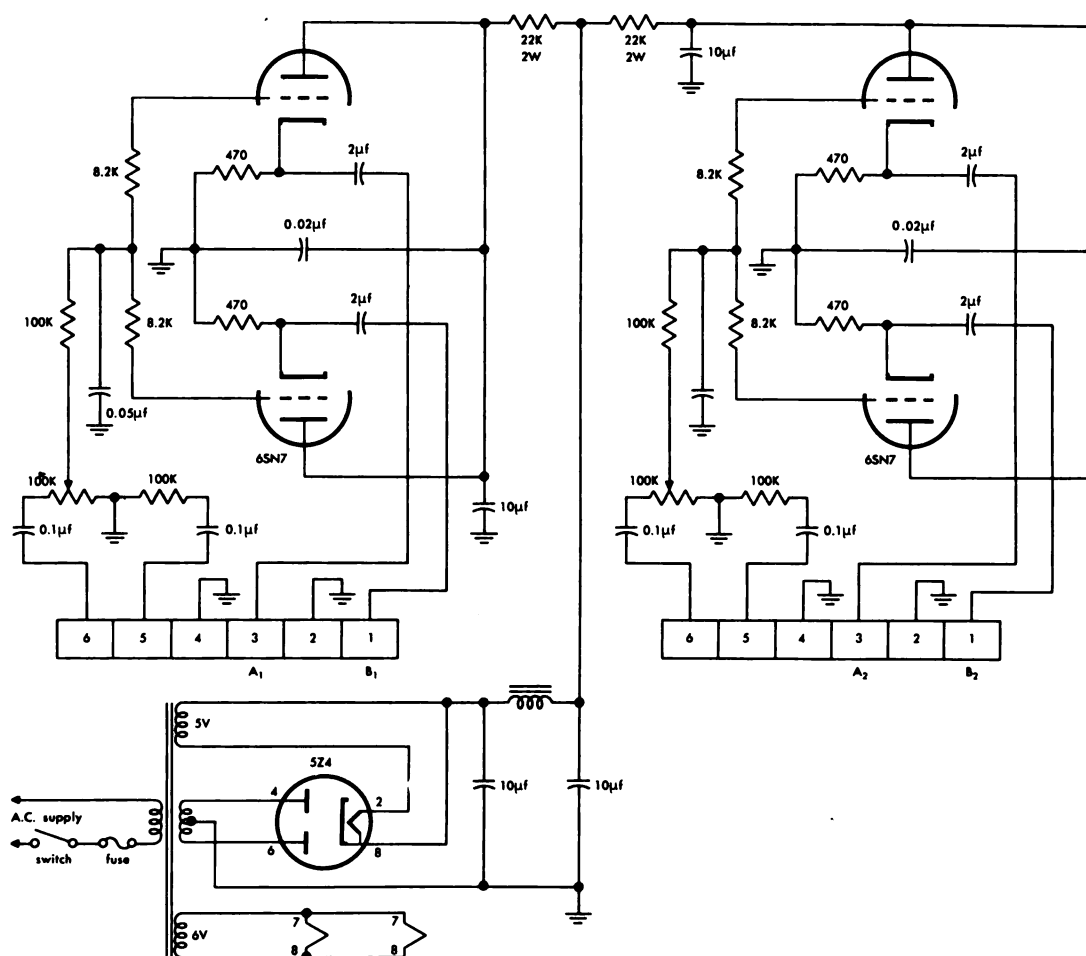 22K
2W
22K
2W
10µf
470
2µf
8.2K
0.02µf
470
2µf
100K
8.2K
0.05µf
6SN7
100K
100K
0.1µf
0.1µf
10µf
6 5 4 3 2 1
A1 B1
470
2µf
8.2K
0.02µf
470
2µf
100K
8.2K
6SN7
100K
100K
0.1µf
0.1µf
6 5 4 3 2 1
A2 B2
5V
5Z4
4
2
6
8
10µf
10µf
A.C. supply
switch fuse
6V
7
8
7
8